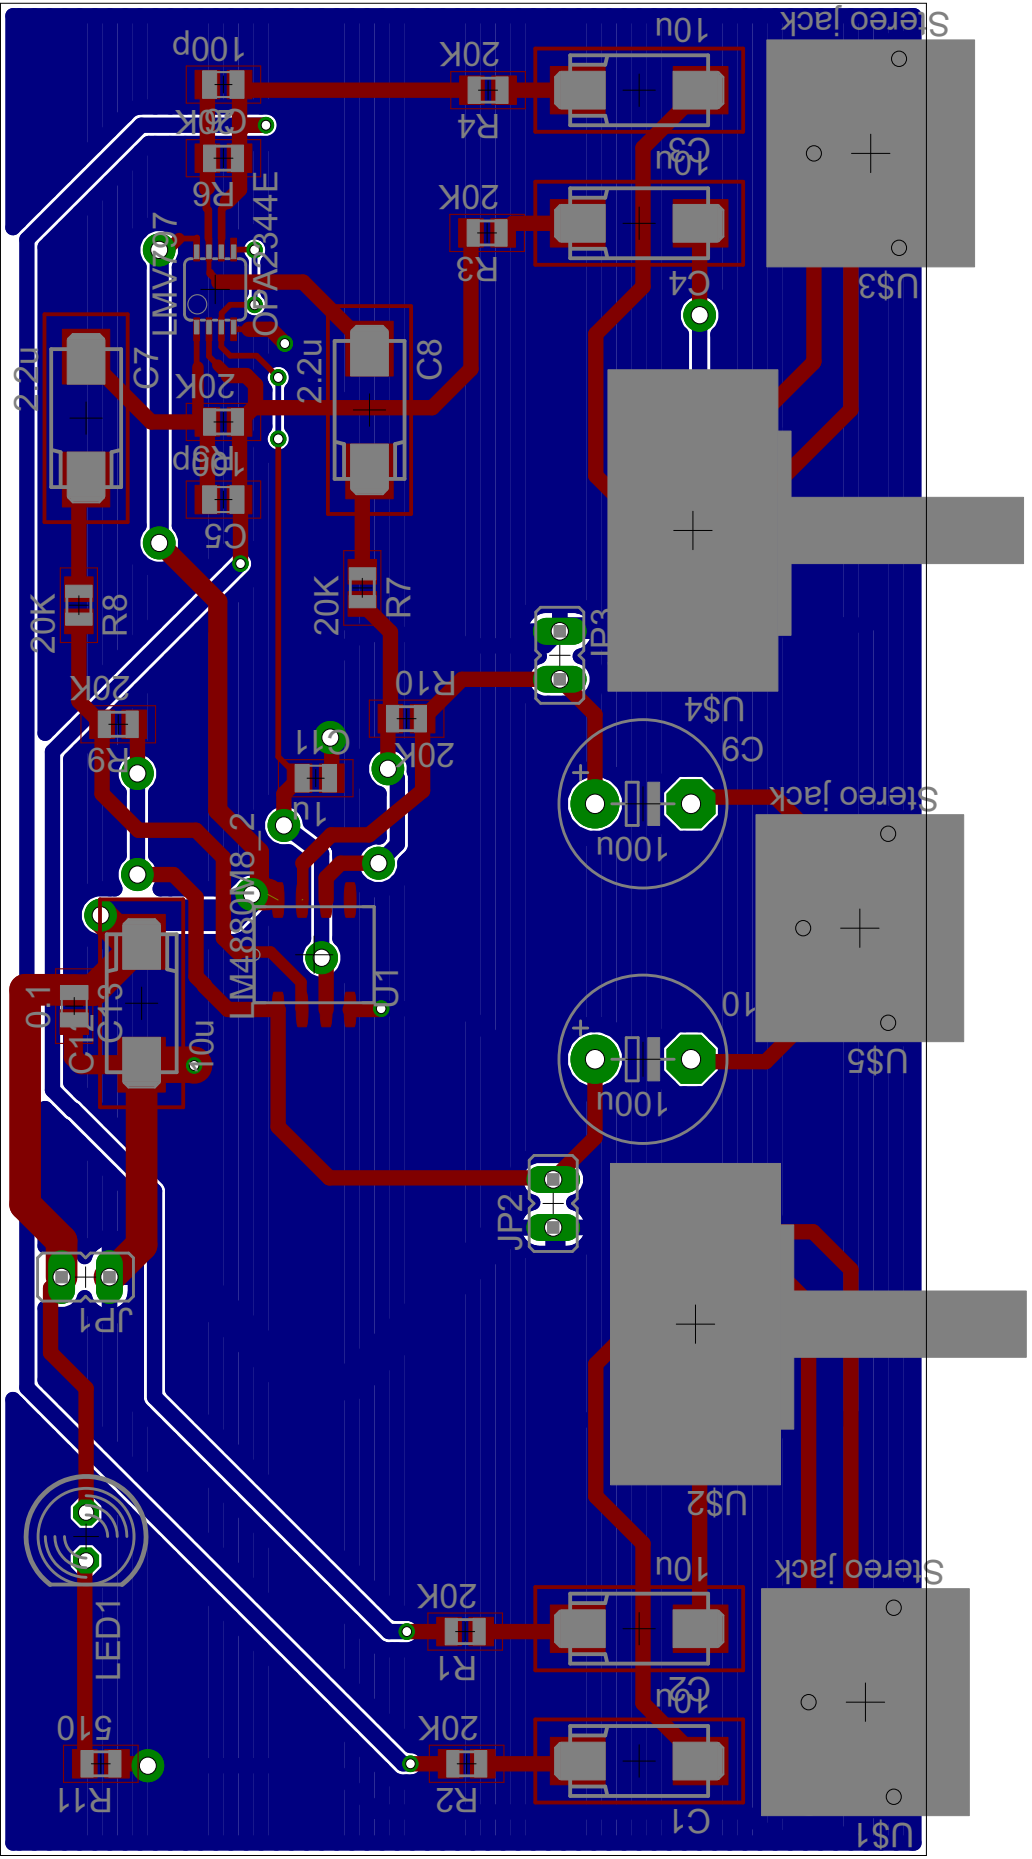 Stereo jack
10u
100p
20K
20K
R4
C3
10u
R6
20K
OPA2344E
LMV797
R3
C4
U$3
2.2u
C7
20K
2.2u
C8
C5
20K
R8
20K
R7
JP3
20K
R10
U$4
C9
C11
R9
20K
+
Stereo jack
1u
100u
LM4880M8_2
U1
0.1
C13
C12
10u
10
+
U$5
100u
JP2
JP1
U$2
10u
Stereo jack
20K
LED1
R1
C2
10u
510
20K
R11
R2
C1
U$1